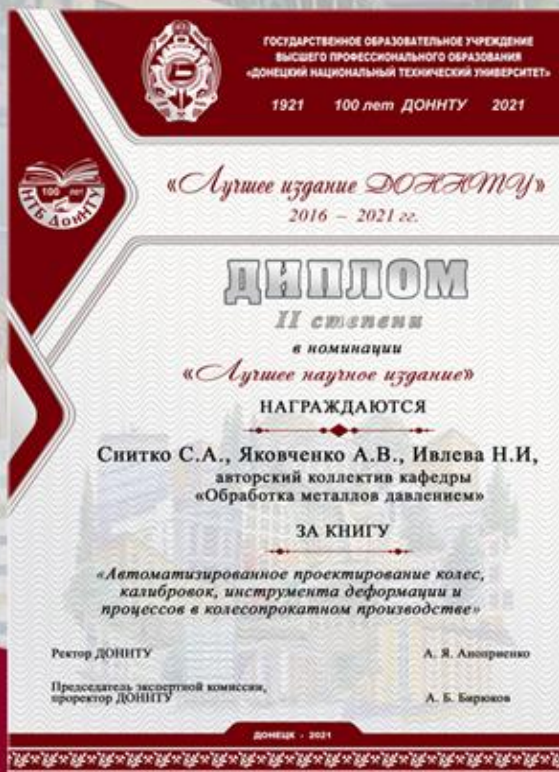 ГОСУДАРСТВЕННОЕ ОБРАЗОВАТЕЛЬНОЕ УЧРЕЖДЕНИЕ
ВЫСШЕГО ПРОФЕССИОНАЛЬНОГО ОБРАЗОВАНИЯ
«ДОНЕЦКИЙ НАЦИОНАЛЬНЫЙ ТЕХНИЧЕСКИЙ УНИВЕРСИТЕТ»
1921 100 лет ДОННТУ 2021
100 лет
НТБ ДонНТУ
«Лучшее издание ДОННТУ»
2016 – 2021 гг.
ДИПЛОМ
II степени
в номинации
«Лучшее научное издание»
НАГРАЖДАЮТСЯ
Снитко С.А., Яковченко А.В., Ивлева Н.И,
авторский коллектив кафедры
«Обработка металлов давлением»
ЗА КНИГУ
«Автоматизированное проектирование колес,
калибровок, инструмента деформации и
процессов в колесопрокатном производстве»
Ректор ДОННТУ А. Я. Аноприенко
Председатель экспертной комиссии,
проректор ДОННТУ А. Б. Бирюков
ДОНЕЦК - 2021